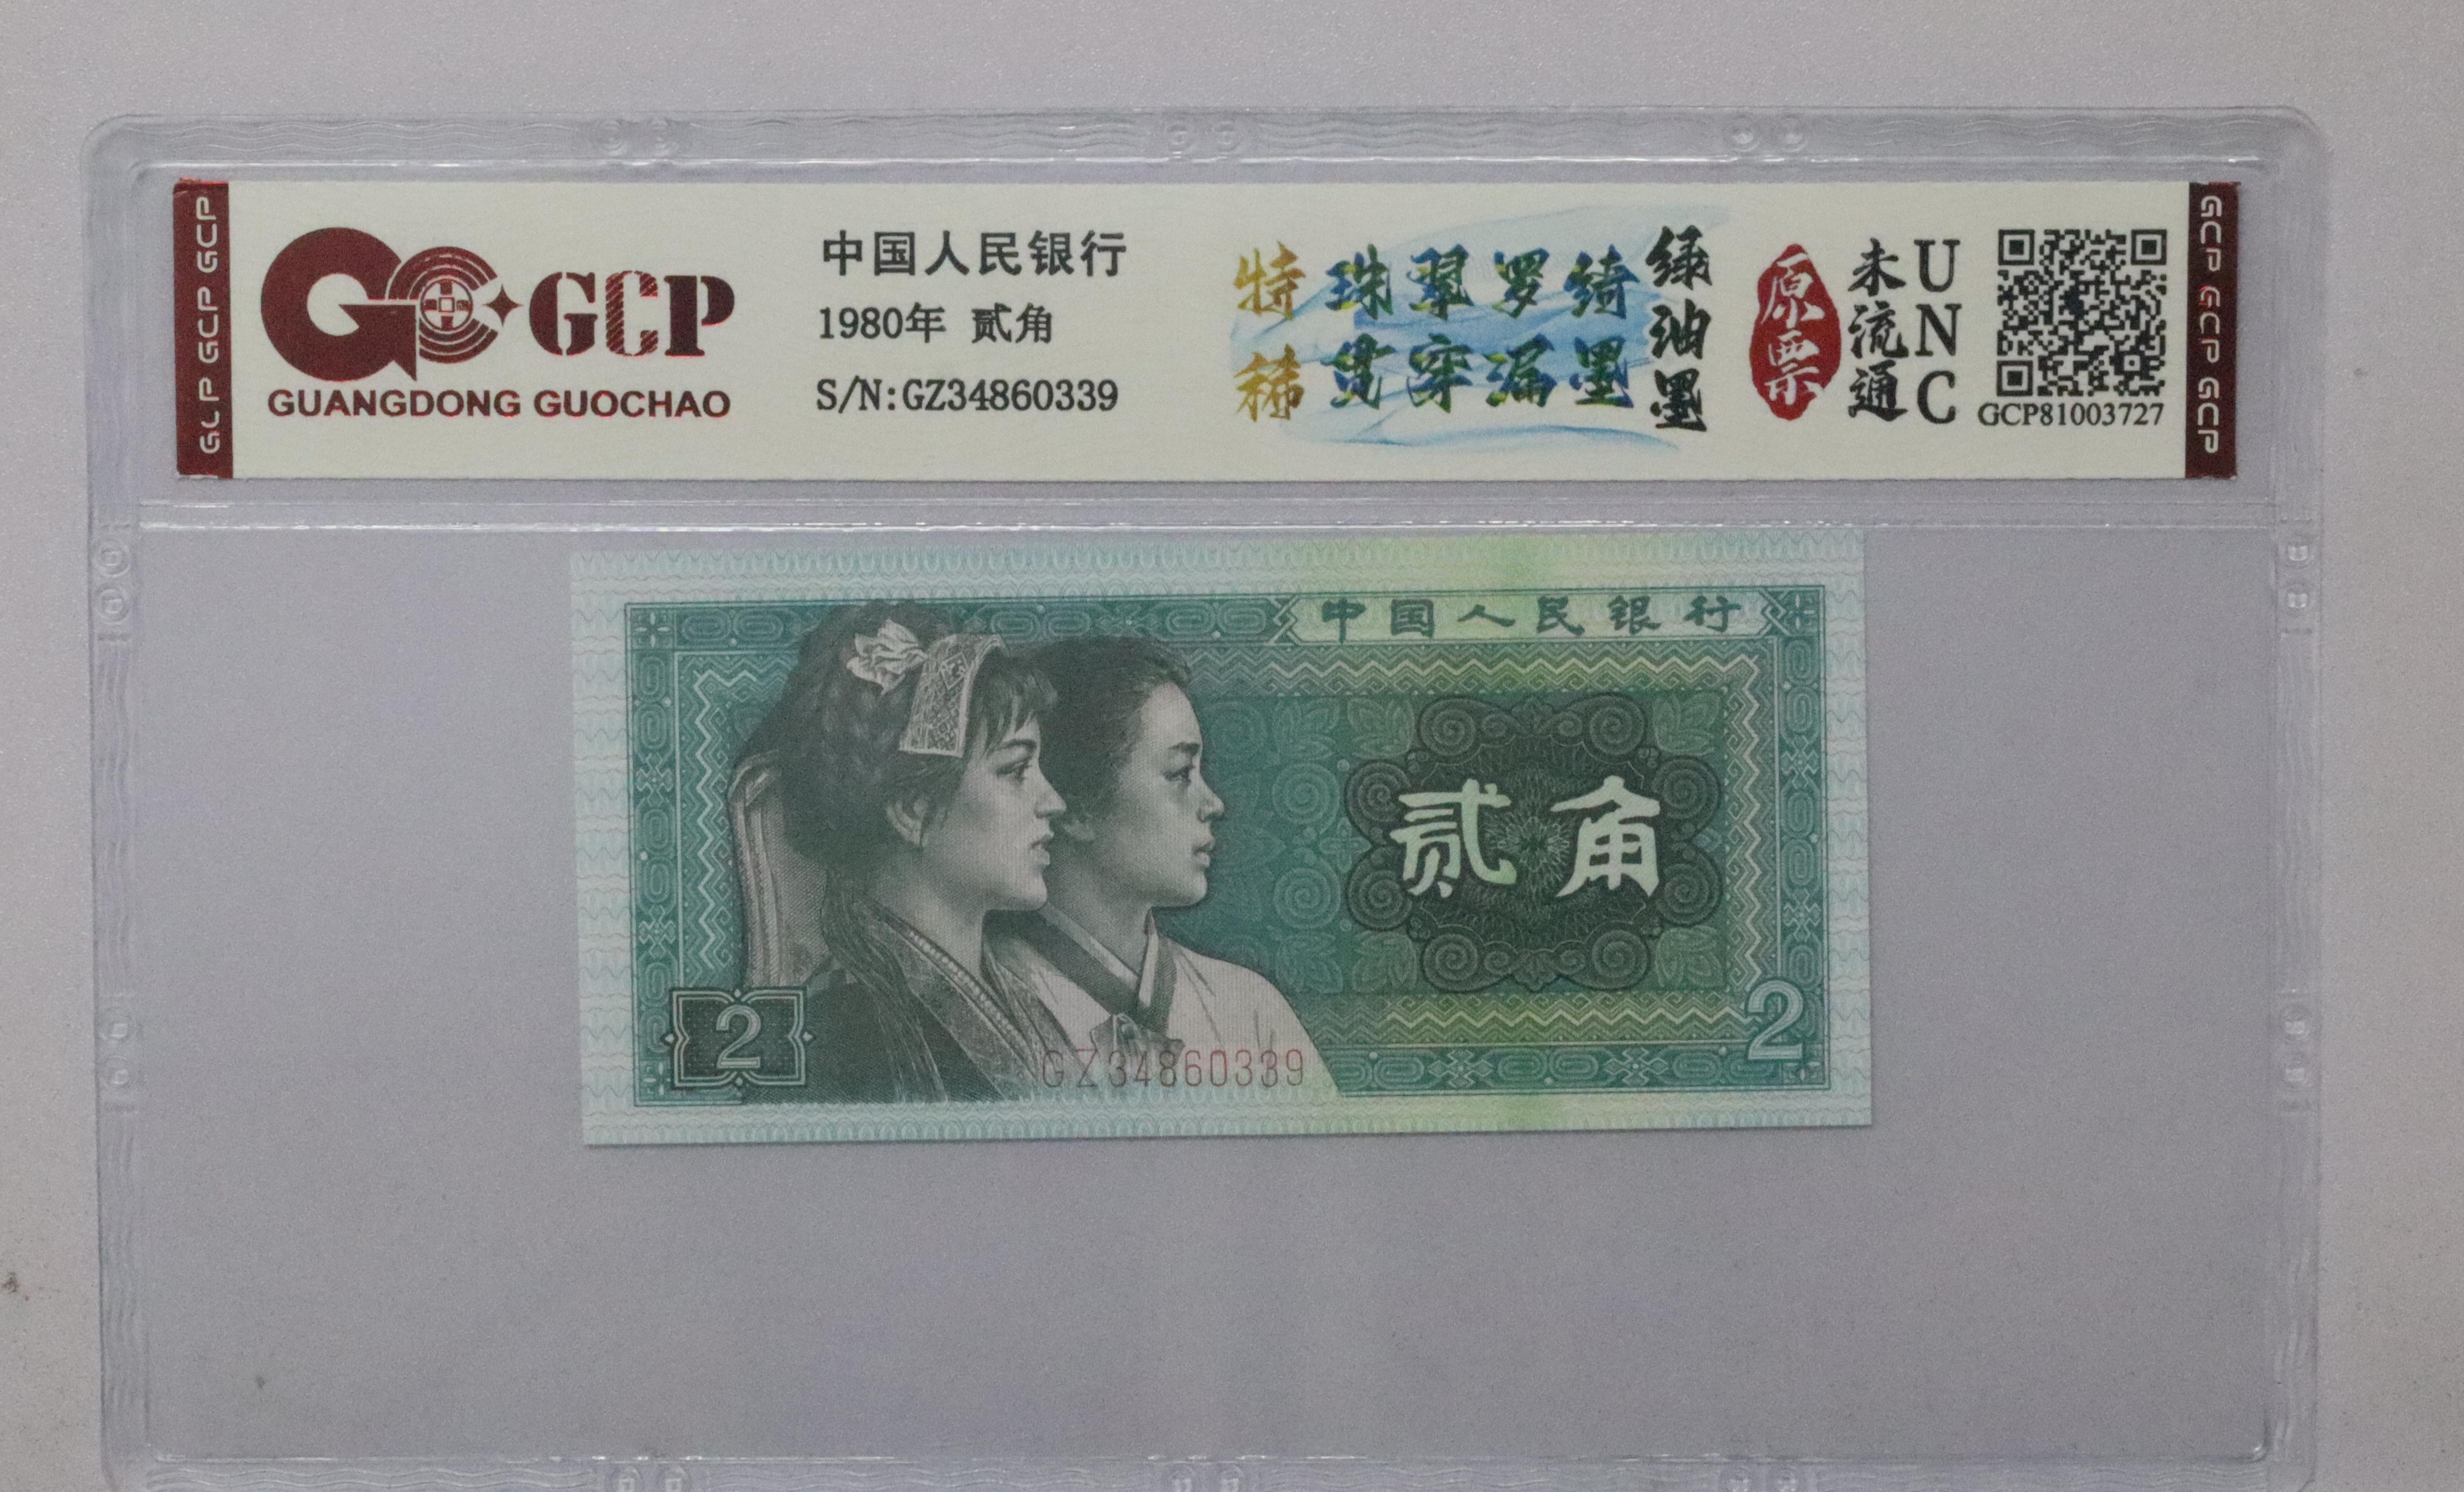 GCP GCP GCP
GCP
GUANGDONG GUOCHAO
中国人民银行
1980年 贰角
S/N:GZ34860339
特稀
珠翠罗绮
贯穿漏墨
绿油墨
原票
未流通
UNC
GCP81003727
GCP GCP GCP
中国人民银行
贰角
2
GZ34860339
2